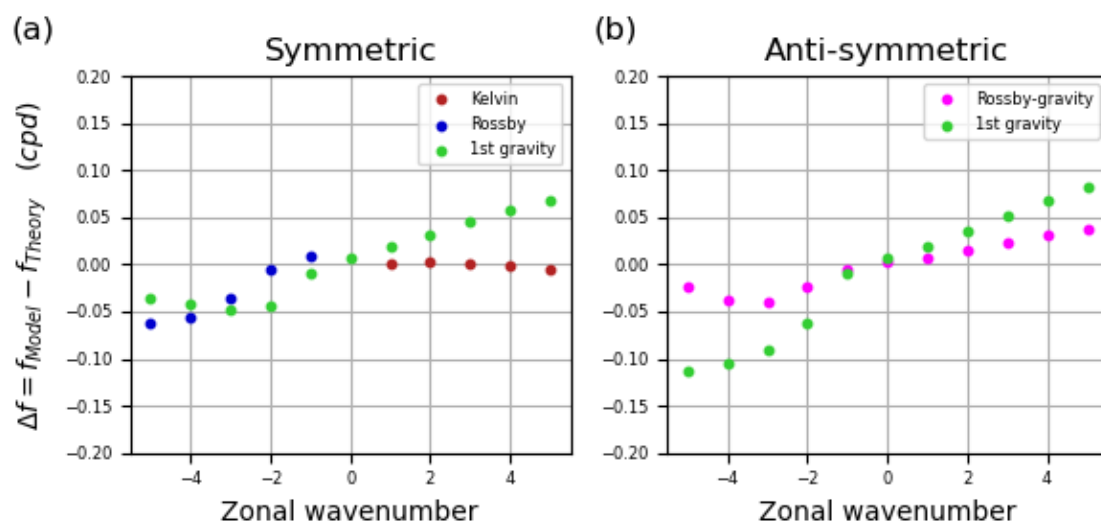 (a)
Symmetric
Δf = f_Model − f_Theory (cpd)
0.20
0.15
0.10
0.05
0.00
−0.05
−0.10
−0.15
−0.20
Kelvin
Rossby
1st gravity
−4
−2
0
2
4
Zonal wavenumber
(b)
Anti-symmetric
0.20
0.15
0.10
0.05
0.00
−0.05
−0.10
−0.15
−0.20
Rossby-gravity
1st gravity
−4
−2
0
2
4
Zonal wavenumber